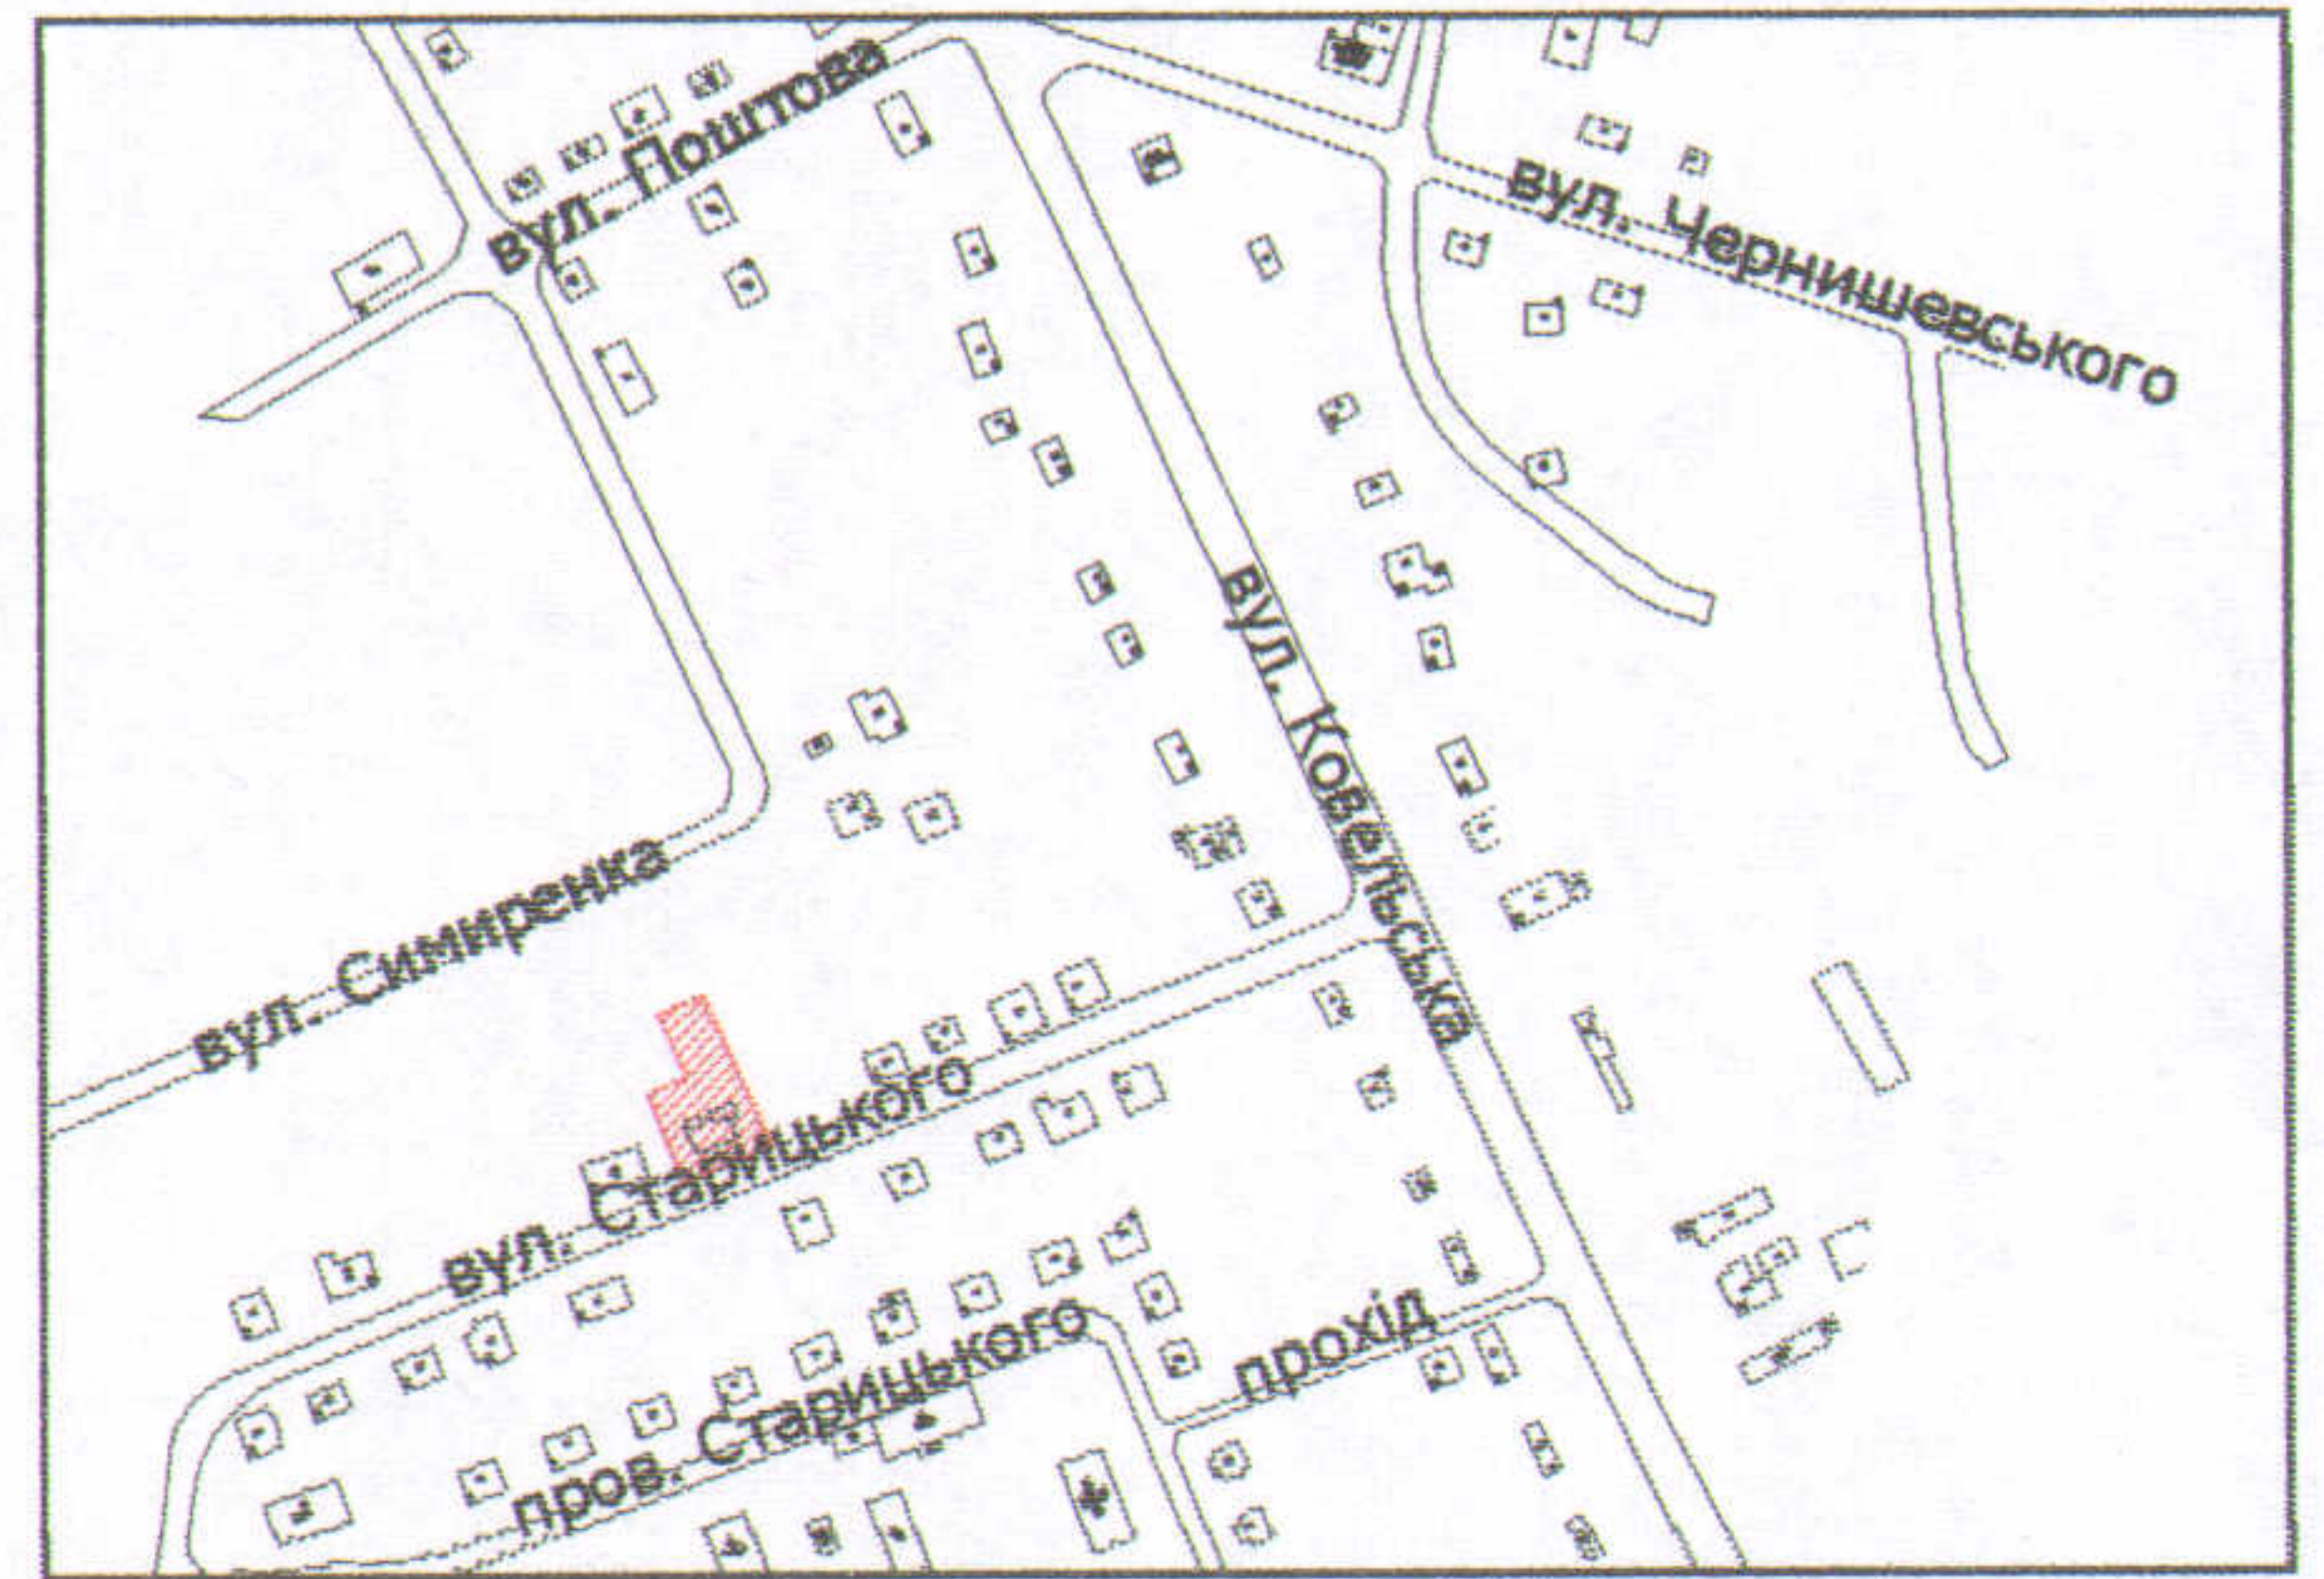 вул. Поштова
вул. Чернишевського
вул. Ковельська
вул. Симиренка
вул. Старицького
прохід
пров. Старицького